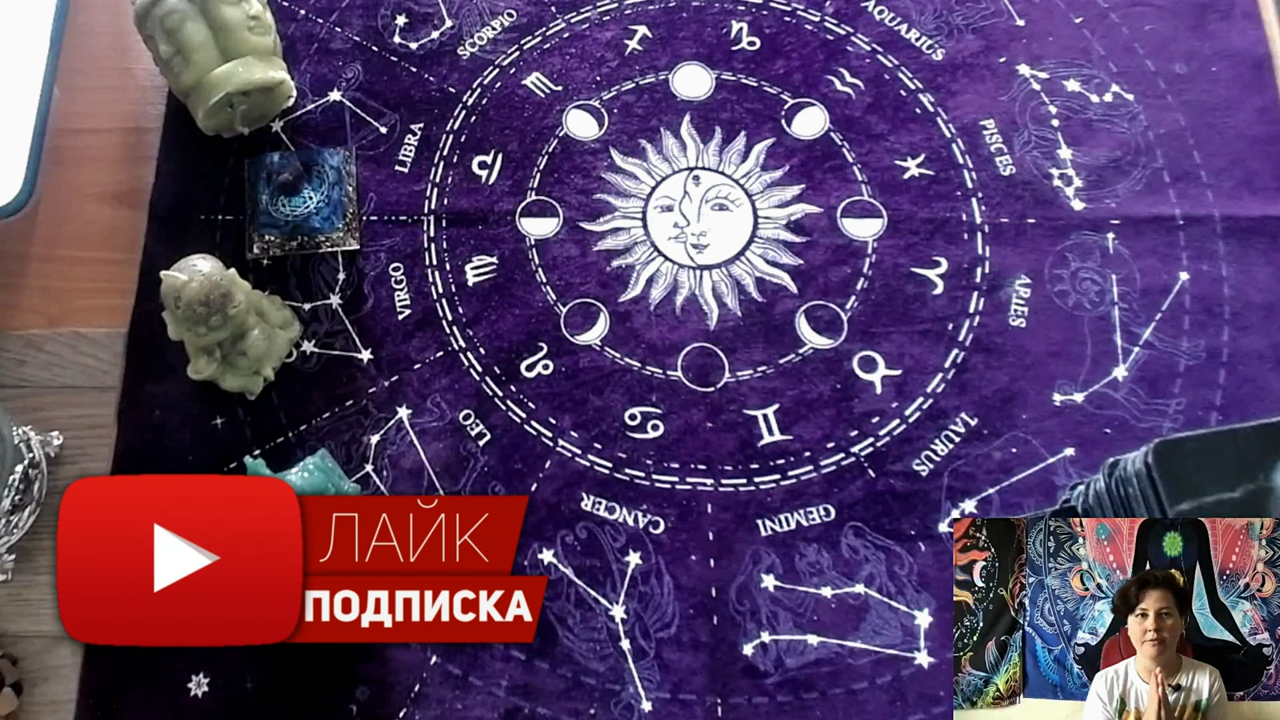 SCORPIO
AQUARIUS
LIBRA
PISCES
VIRGO
ARIES
LEO
TAURUS
CANCER
GEMINI
ЛАЙК
ПОДПИСКА